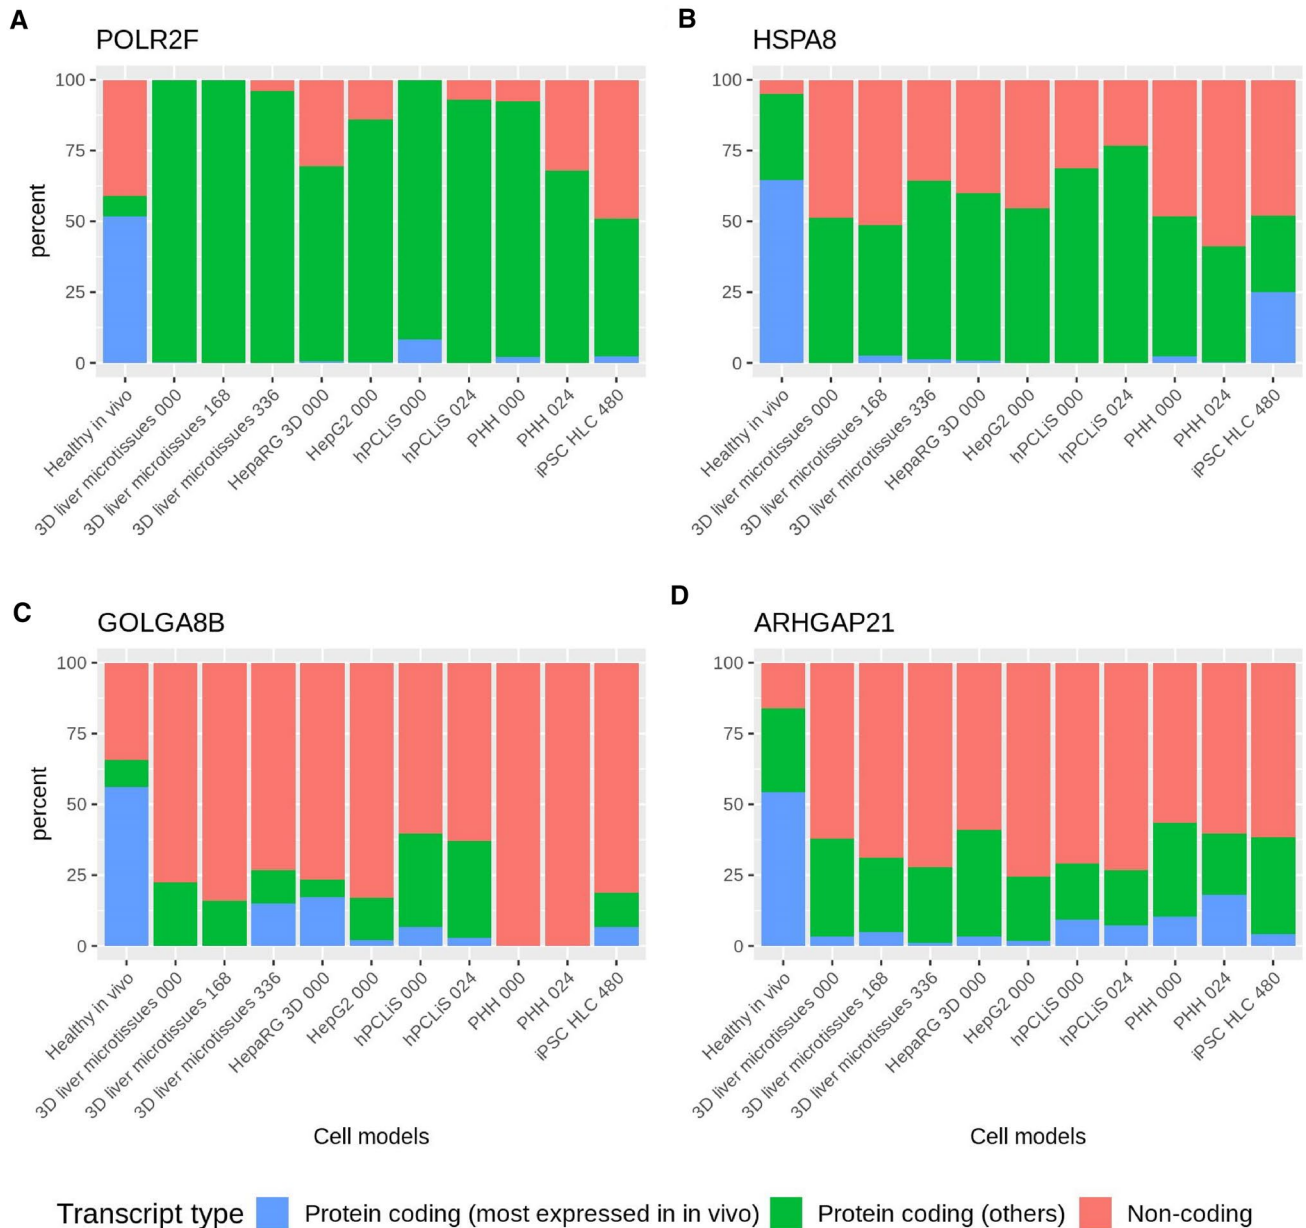 A
POLR2F
percent
100
75
50
25
0
Healthy in vivo
3D liver microtissues 000
3D liver microtissues 168
3D liver microtissues 336
HepaRG 3D 000
HepG2 000
hPCLiS 000
hPCLiS 024
PHH 000
PHH 024
iPSC HLC 480
B
HSPA8
100
75
50
25
0
Healthy in vivo
3D liver microtissues 000
3D liver microtissues 168
3D liver microtissues 336
HepaRG 3D 000
HepG2 000
hPCLiS 000
hPCLiS 024
PHH 000
PHH 024
iPSC HLC 480
C
GOLGA8B
percent
100
75
50
25
0
Healthy in vivo
3D liver microtissues 000
3D liver microtissues 168
3D liver microtissues 336
HepaRG 3D 000
HepG2 000
hPCLiS 000
hPCLiS 024
PHH 000
PHH 024
iPSC HLC 480
Cell models
D
ARHGAP21
100
75
50
25
0
Healthy in vivo
3D liver microtissues 000
3D liver microtissues 168
3D liver microtissues 336
HepaRG 3D 000
HepG2 000
hPCLiS 000
hPCLiS 024
PHH 000
PHH 024
iPSC HLC 480
Cell models
Transcript type Protein coding (most expressed in in vivo) Protein coding (others) Non-coding